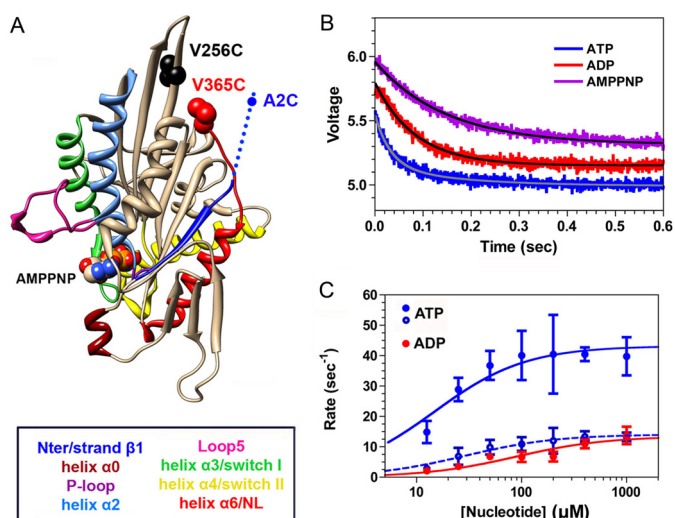 A
V256C
V365C
A2C
AMPPNP
Nter/strand β1
helix α0
P-loop
helix α2
Loop5
helix α3/switch I
helix α4/switch II
helix α6/NL
B
ATP
ADP
AMPPNP
Voltage
6.0
5.5
5.0
0.0 0.1 0.2 0.3 0.4 0.5 0.6
Time (sec)
C
ATP
ADP
Rate (sec⁻¹)
60
50
40
30
20
10
0
10 100 1000
[Nucleotide] (µM)